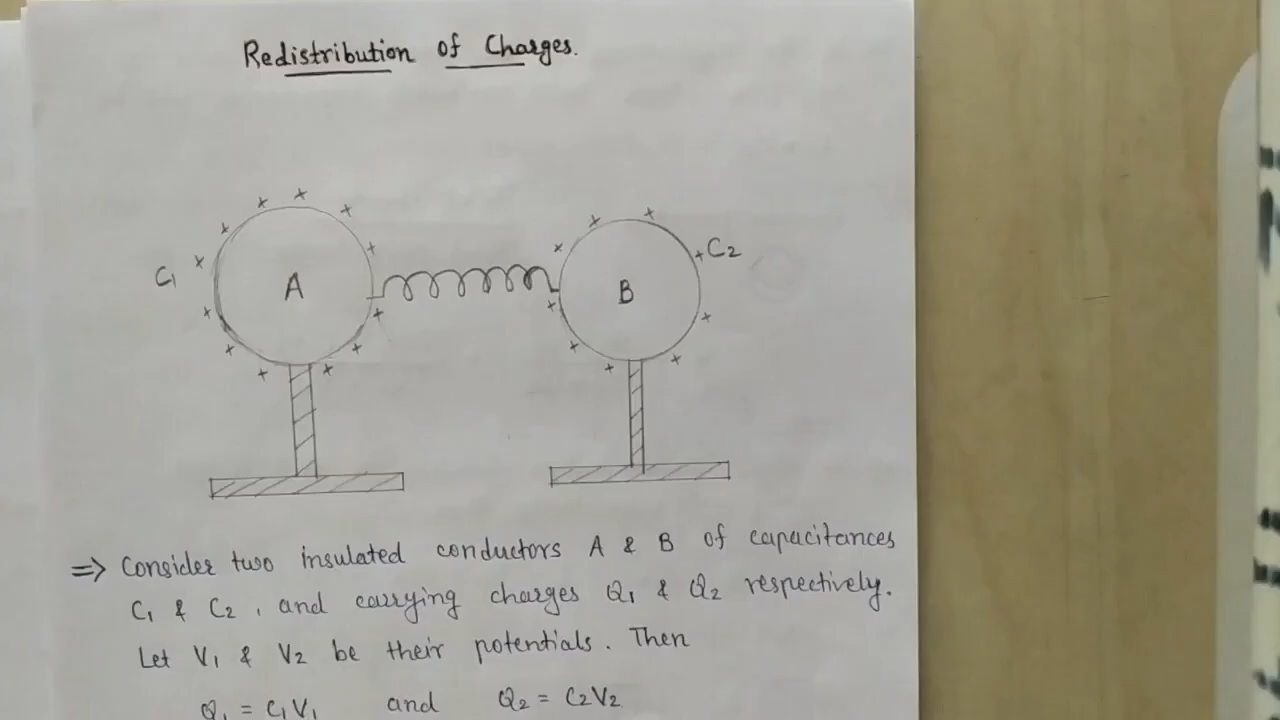 Redistribution of Charges.
C1
A
B
C2
=> Consider two insulated conductors A & B of capacitances
C1 & C2, and carrying charges Q1 & Q2 respectively.
Let V1 & V2 be their potentials. Then
Q1 = C1V1 and Q2 = C2V2